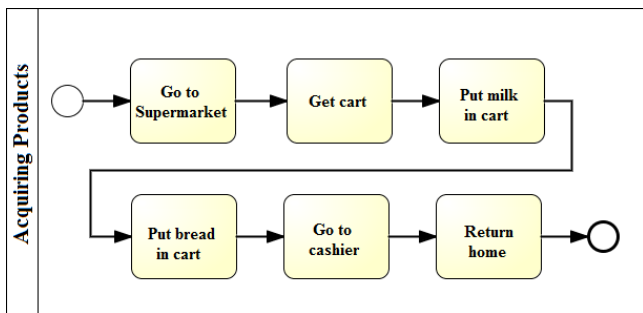 Acquiring Products
Go to
Supermarket
Get cart
Put milk
in cart
Put bread
in cart
Go to
cashier
Return
home